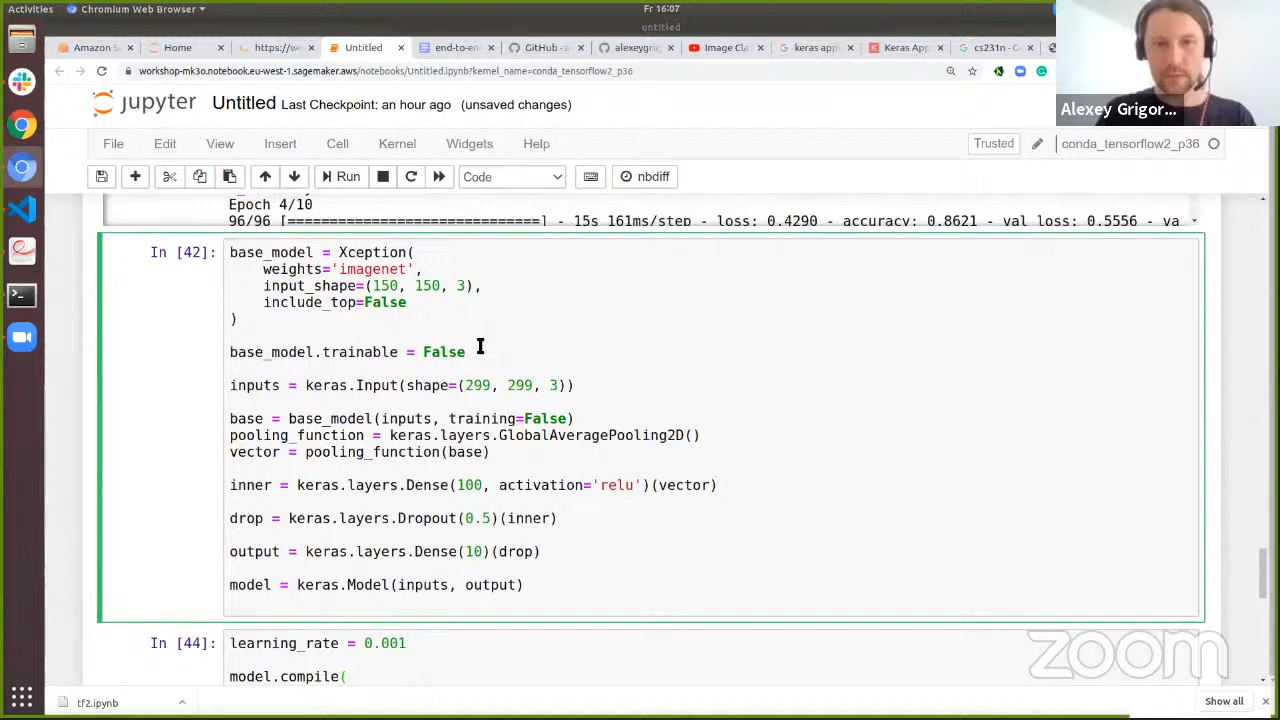 Activities
Chromium Web Browser
Fr 16:07
untitled
Amazon S
Home
https://w
Untitled
end-to-en
GitHub - a
alexeygrig
Image Cla
keras app
Keras App
cs231n - G
workshop-mk3o.notebook.eu-west-1.sagemaker.aws/notebooks/Untitled.ipynb?kernel_name=conda_tensorflow2_p36
Alexey Grigor...
jupyter
Untitled Last Checkpoint: an hour ago (unsaved changes)
File Edit View Insert Cell Kernel Widgets Help
Trusted
conda_tensorflow2_p36
Run
Code
nbdiff
Epoch 4/10
96/96 [==============================] - 15s 161ms/step - loss: 0.4290 - accuracy: 0.8621 - val_loss: 0.5556 - va
In [42]:
base_model = Xception(
    weights='imagenet',
    input_shape=(150, 150, 3),
    include_top=False
)
base_model.trainable = False
inputs = keras.Input(shape=(299, 299, 3))
base = base_model(inputs, training=False)
pooling_function = keras.layers.GlobalAveragePooling2D()
vector = pooling_function(base)
inner = keras.layers.Dense(100, activation='relu')(vector)
drop = keras.layers.Dropout(0.5)(inner)
output = keras.layers.Dense(10)(drop)
model = keras.Model(inputs, output)
In [44]:
learning_rate = 0.001
model.compile(
zoom
tf2.ipynb
Show all